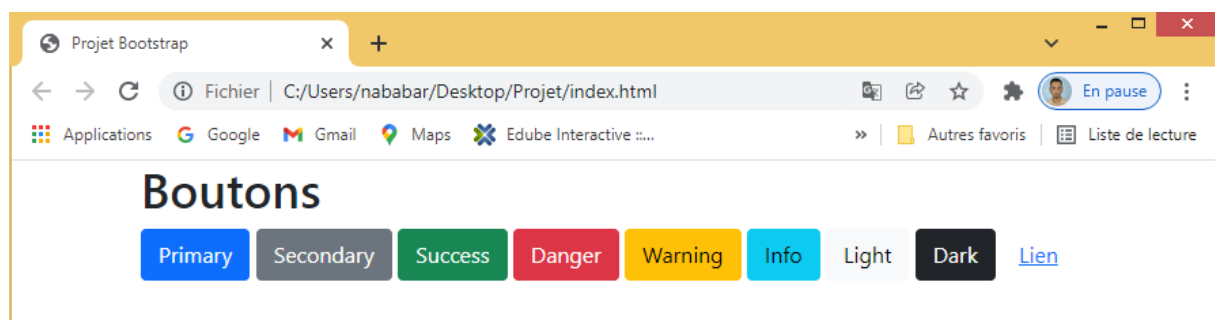 Projet Bootstrap
Fichier | C:/Users/nababar/Desktop/Projet/index.html En pause
Applications Google Gmail Maps Edube Interactive ::... » Autres favoris Liste de lecture
Boutons
Primary Secondary Success Danger Warning Info Light Dark Lien